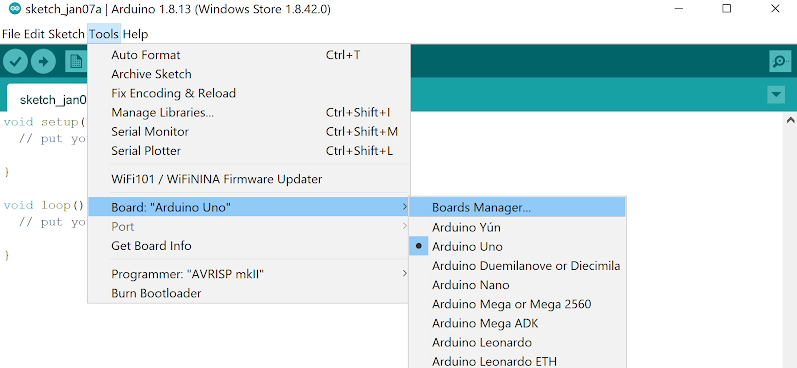 sketch_jan07a | Arduino 1.8.13 (Windows Store 1.8.42.0)
File Edit Sketch Tools Help
Auto Format Ctrl+T
Archive Sketch
Fix Encoding & Reload
Manage Libraries... Ctrl+Shift+I
Serial Monitor Ctrl+Shift+M
Serial Plotter Ctrl+Shift+L
WiFi101 / WiFiNINA Firmware Updater
Board: "Arduino Uno"
Port
Get Board Info
Programmer: "AVRISP mkII"
Burn Bootloader
Boards Manager...
Arduino Yún
Arduino Uno
Arduino Duemilanove or Diecimila
Arduino Nano
Arduino Mega or Mega 2560
Arduino Mega ADK
Arduino Leonardo
Arduino Leonardo ETH
sketch_jan0
void setup(
// put yo
}
void loop()
// put yo
}